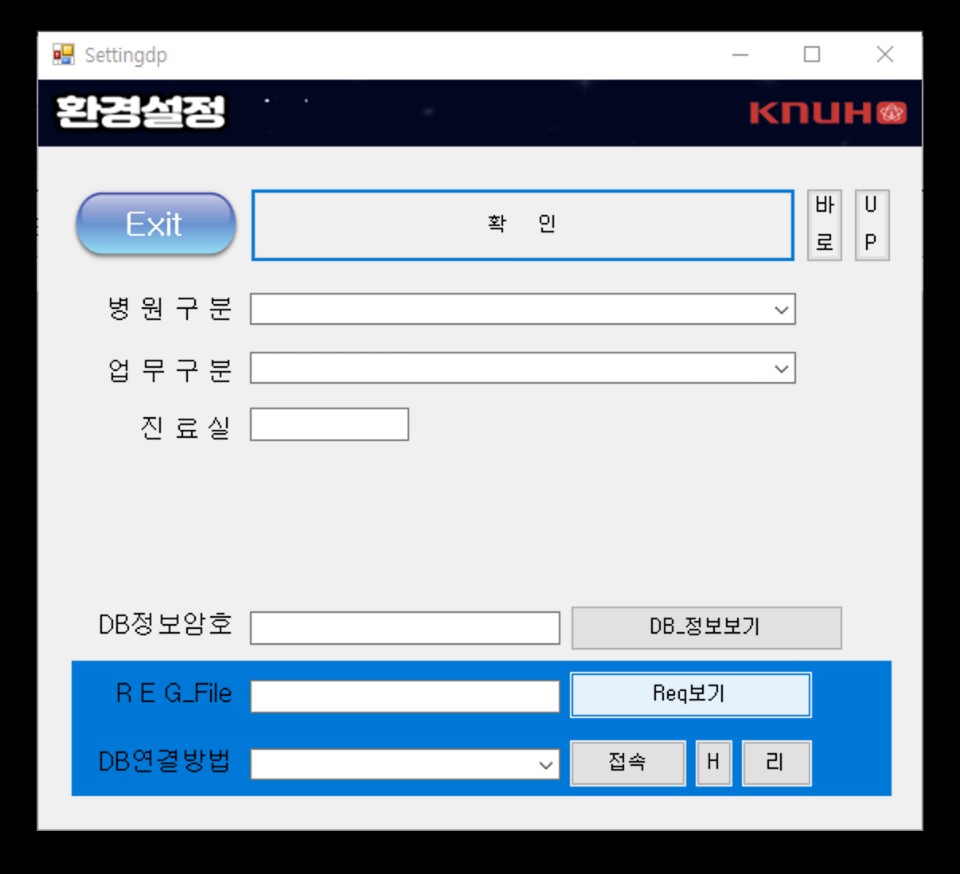 Settingdp
환경설정
KNUH
Exit
확 인
바로
UP
병 원 구 분
업 무 구 분
진 료 실
DB정보암호
DB_정보보기
R E G_File
Req보기
DB연결방법
접속
H
리